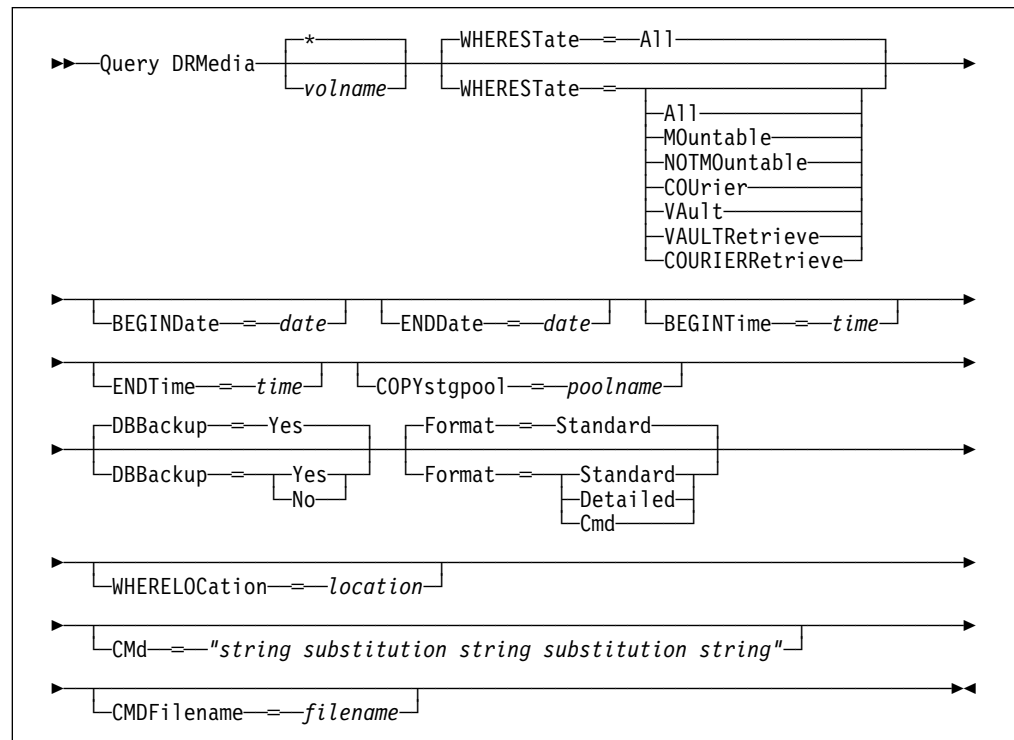 *
WHERESTate = All
Query DRMedia
volname
WHERESTate =
All
MOuntable
NOTMOuntable
COUrier
VAult
VAULTRetrieve
COURIERRetrieve
BEGINDate = date
ENDDate = date
BEGINTime = time
ENDTime = time
COPYstgpool = poolname
DBBackup = Yes
Format = Standard
DBBackup =
Yes
No
Format =
Standard
Detailed
Cmd
WHERELOCation = location
CMd = "string substitution string substitution string"
CMDFilename = filename